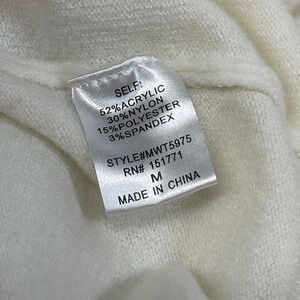 SELF:
52%ACRYLIC
30%NYLON
15%POLYESTER
3%SPANDEX
STYLE#MWT5975
RN# 151771
M
MADE IN CHINA